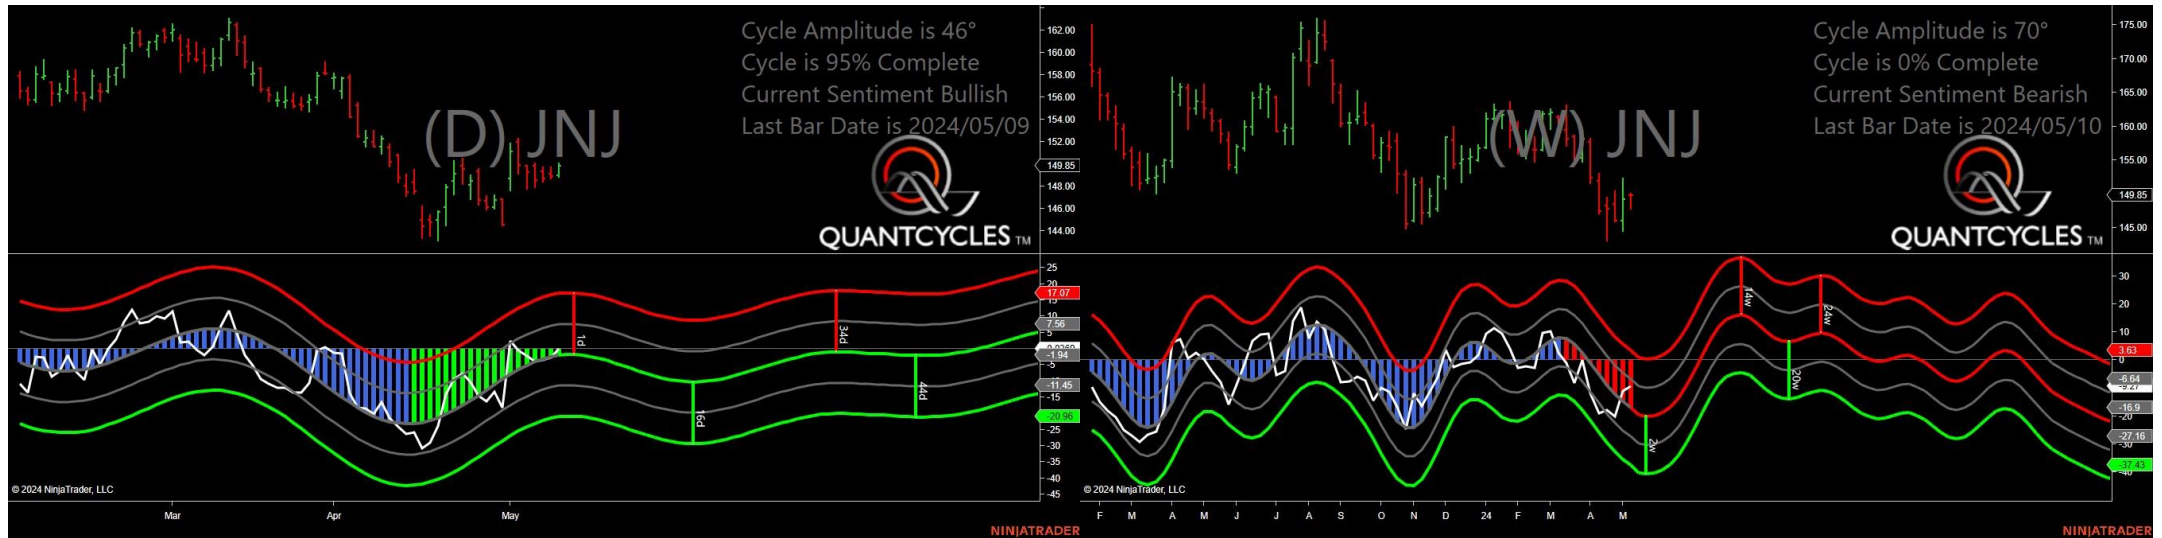 Cycle Amplitude is 46°
Cycle is 95% Complete
Current Sentiment Bullish
Last Bar Date is 2024/05/09
(D) JNJ
QUANTCYCLES TM
162.00
160.00
158.00
156.00
154.00
152.00
149.85
148.00
146.00
144.00
25
17.07
15
10
7.56
5
-1.94
-5
-11.45
-15
-20.96
-25
-30
-35
-40
-45
1d
16d
34d
44d
© 2024 NinjaTrader, LLC
Mar
Apr
May
NINJATRADER
Cycle Amplitude is 70°
Cycle is 0% Complete
Current Sentiment Bearish
Last Bar Date is 2024/05/10
(W) JNJ
QUANTCYCLES TM
175.00
170.00
165.00
160.00
155.00
149.85
145.00
30
20
10
3.63
0
-6.64
-16.9
-20
-27.16
-30
-37.43
2w
14w
20w
24w
© 2024 NinjaTrader, LLC
F
M
A
M
J
J
A
S
O
N
D
24
F
M
A
M
NINJATRADER